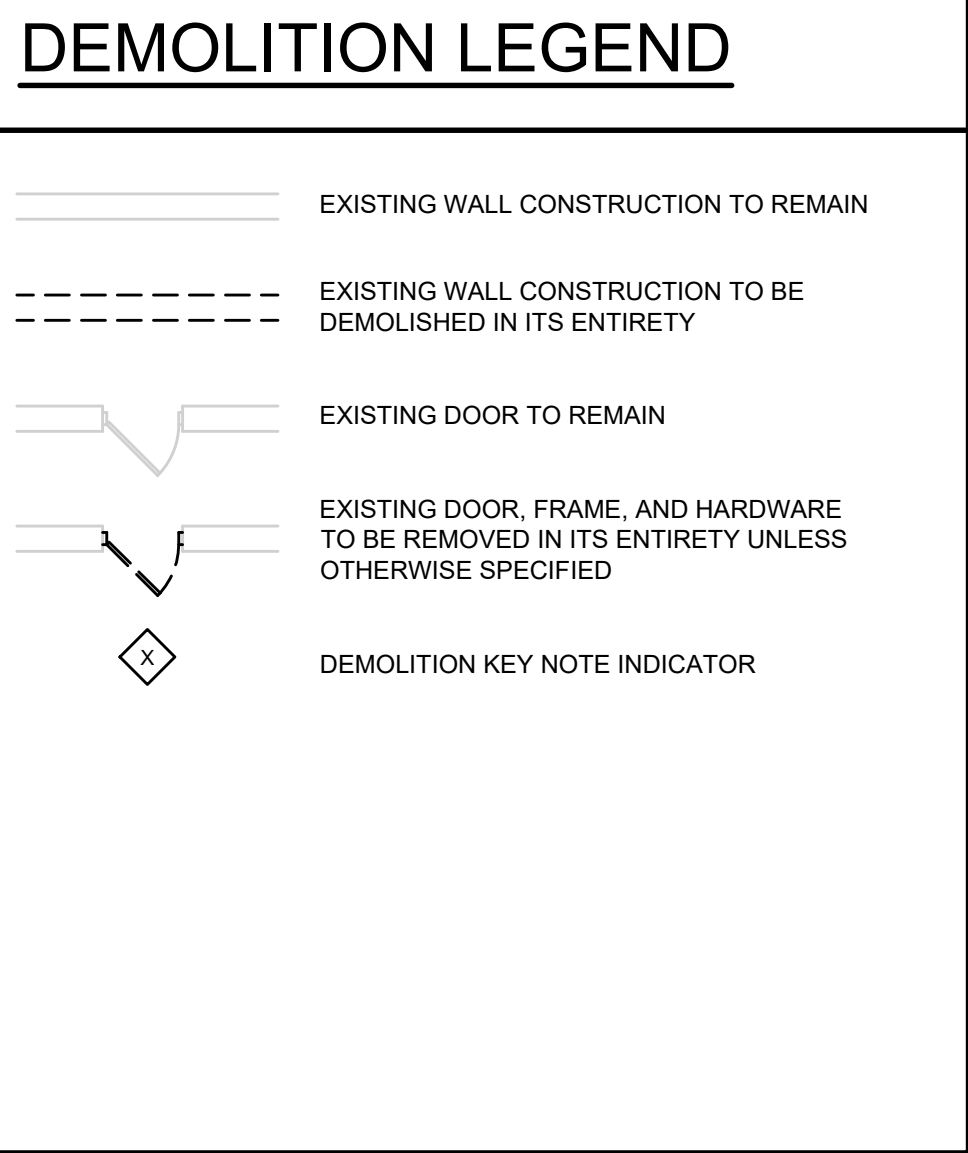 DEMOLITION LEGEND
EXISTING WALL CONSTRUCTION TO REMAIN
EXISTING WALL CONSTRUCTION TO BE
DEMOLISHED IN ITS ENTIRETY
EXISTING DOOR TO REMAIN
EXISTING DOOR, FRAME, AND HARDWARE
TO BE REMOVED IN ITS ENTIRETY UNLESS
OTHERWISE SPECIFIED
X
DEMOLITION KEY NOTE INDICATOR